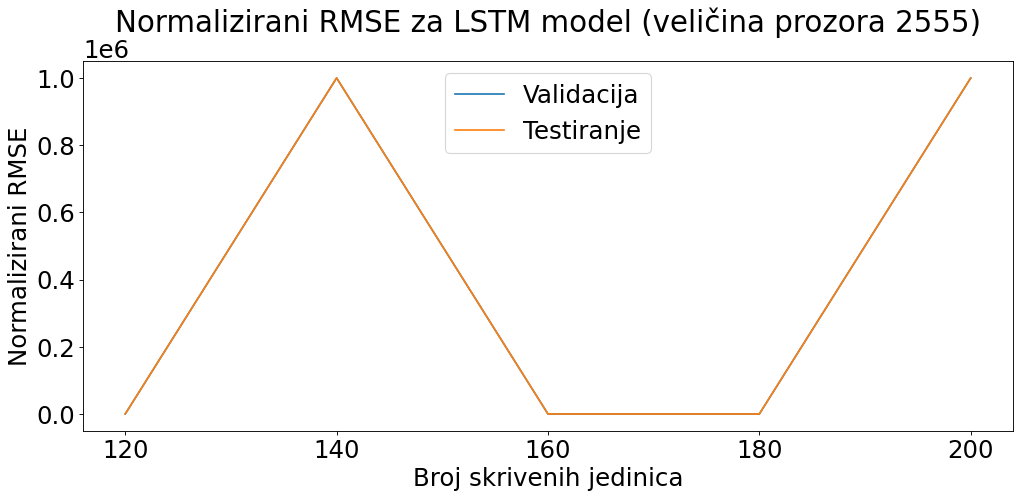 Normalizirani RMSE za LSTM model (veličina prozora 2555)
1e6
Validacija
Testiranje
Normalizirani RMSE
1.0
0.8
0.6
0.4
0.2
0.0
120 140 160 180 200
Broj skrivenih jedinica